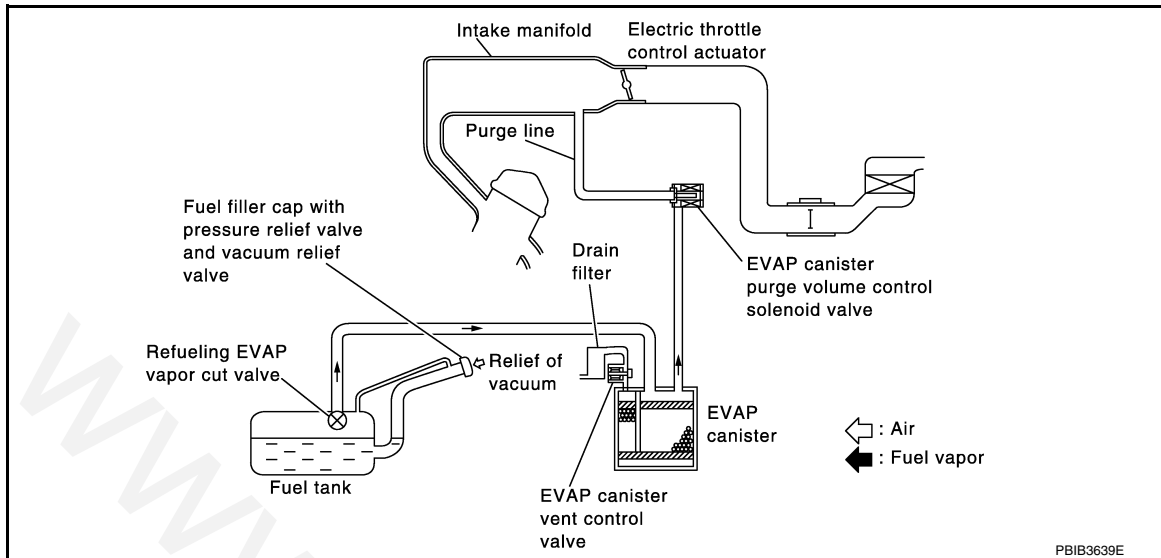 Intake manifold
Electric throttle
control actuator
Purge line
Fuel filler cap with
pressure relief valve
and vacuum relief
valve
Drain
filter
EVAP canister
purge volume control
solenoid valve
Refueling EVAP
vapor cut valve
Relief of
vacuum
EVAP
canister
: Air
: Fuel vapor
Fuel tank
EVAP canister
vent control
valve
PBIB3639E